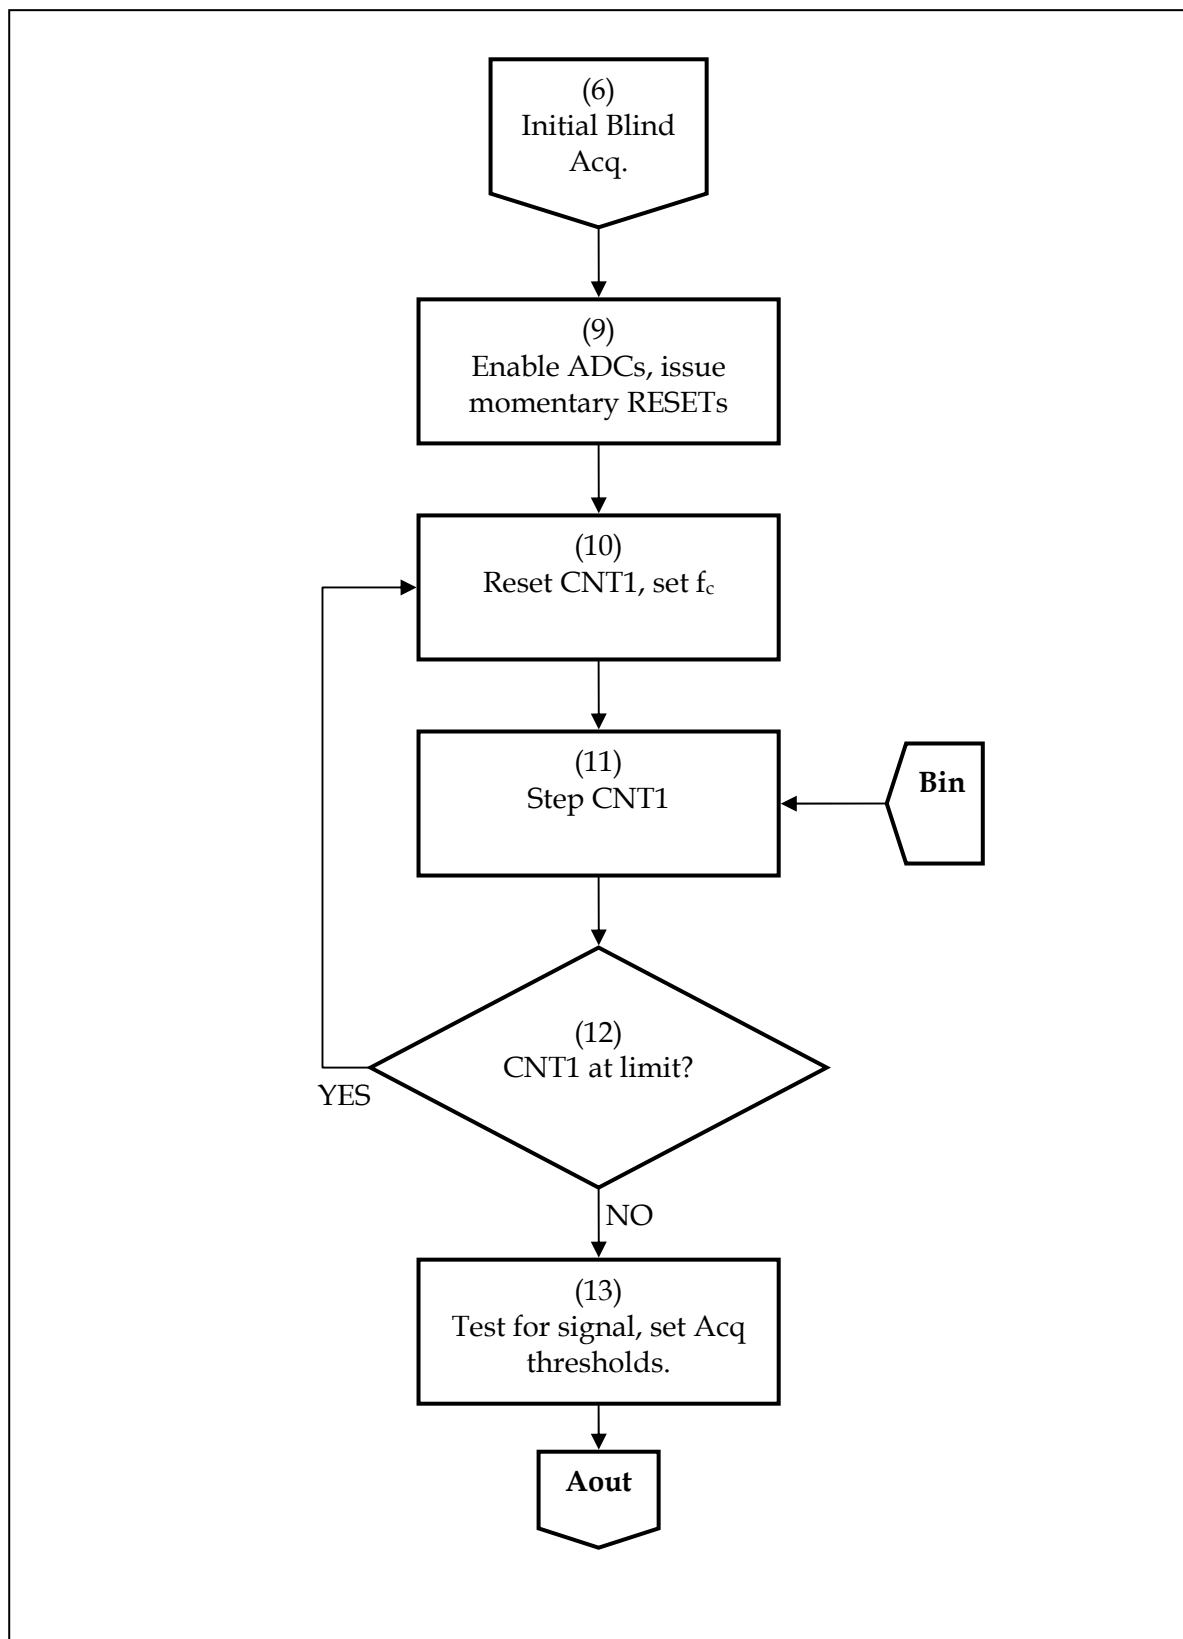 (6)
Initial Blind
Acq.
(9)
Enable ADCs, issue
momentary RESETs
(10)
Reset CNT1, set fc
(11)
Step CNT1
Bin
(12)
CNT1 at limit?
YES
NO
(13)
Test for signal, set Acq
thresholds.
Aout